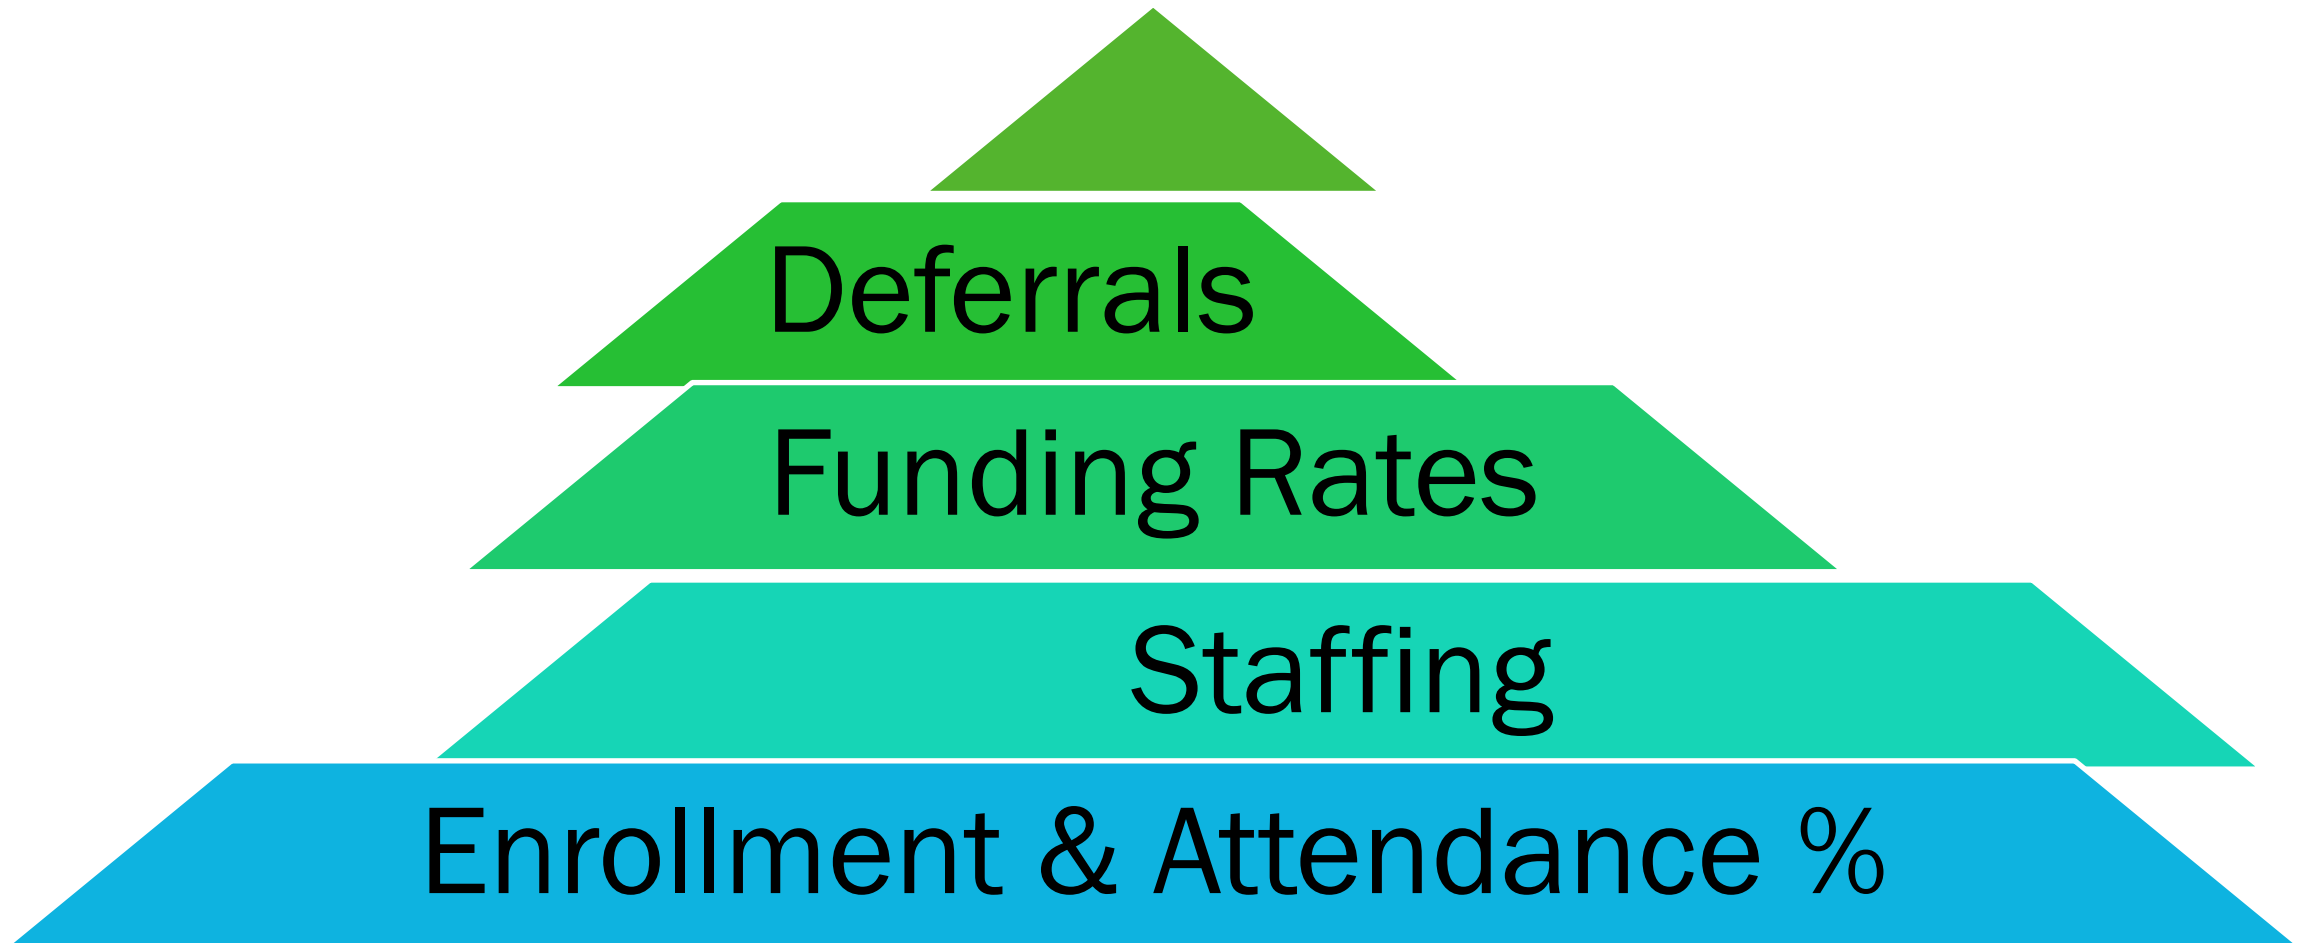 Deferrals
Funding Rates
Staffing
Enrollment & Attendance %